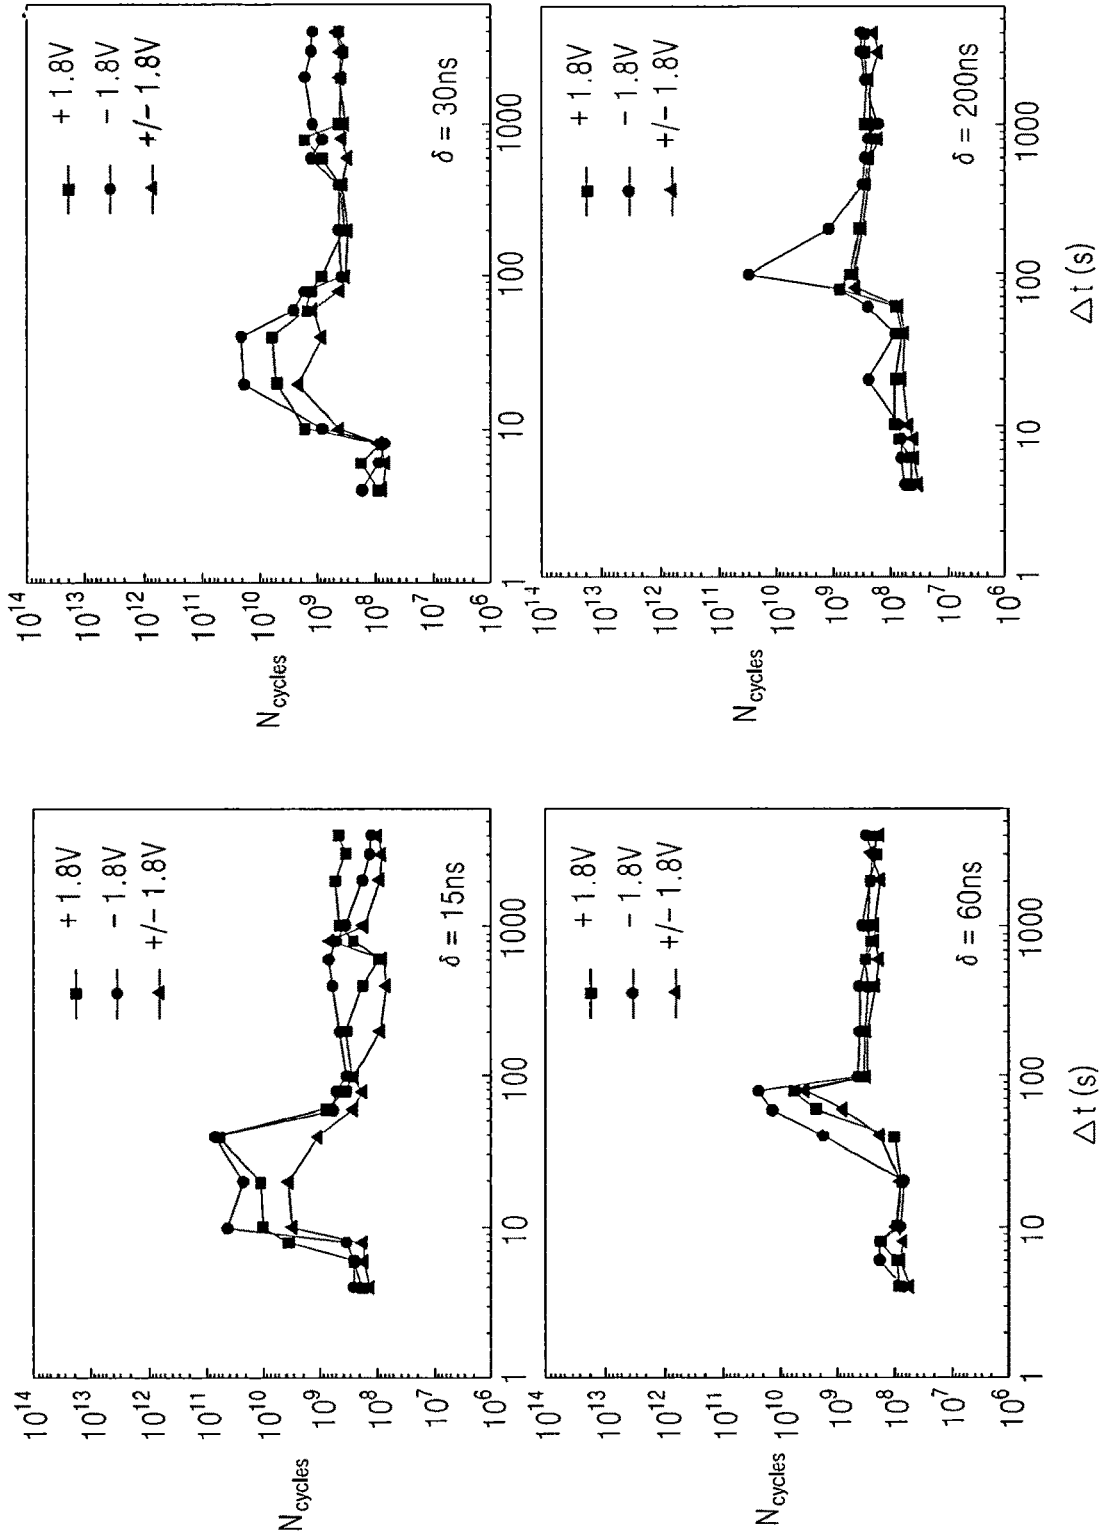 N_cycles
10^14
10^13
10^12
10^11
10^10
10^9
10^8
10^7
10^6
+ 1.8V
− 1.8V
+/− 1.8V
δ = 15ns
1
10
100
1000
N_cycles
10^14
10^13
10^12
10^11
10^10
10^9
10^8
10^7
10^6
+ 1.8V
− 1.8V
+/− 1.8V
δ = 30ns
1
10
100
1000
N_cycles
10^14
10^13
10^12
10^11
10^10
10^9
10^8
10^7
10^6
+ 1.8V
− 1.8V
+/− 1.8V
δ = 60ns
1
10
100
1000
Δt (s)
N_cycles
10^14
10^13
10^12
10^11
10^10
10^9
10^8
10^7
10^6
+ 1.8V
− 1.8V
+/− 1.8V
δ = 200ns
1
10
100
1000
Δt (s)